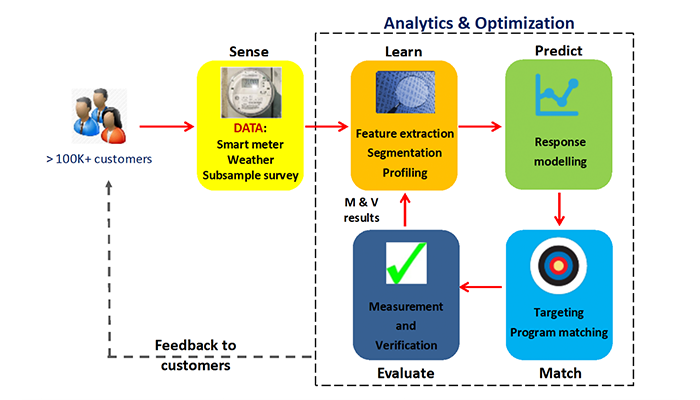 Analytics & Optimization
Sense
Learn
Predict
DATA:
Smart meter
Weather
Subsample survey
> 100K+ customers
Feature extraction
Segmentation
Profiling
Response
modelling
M & V
results
Measurement
and
Verification
Targeting
Program matching
Feedback to
customers
Evaluate
Match